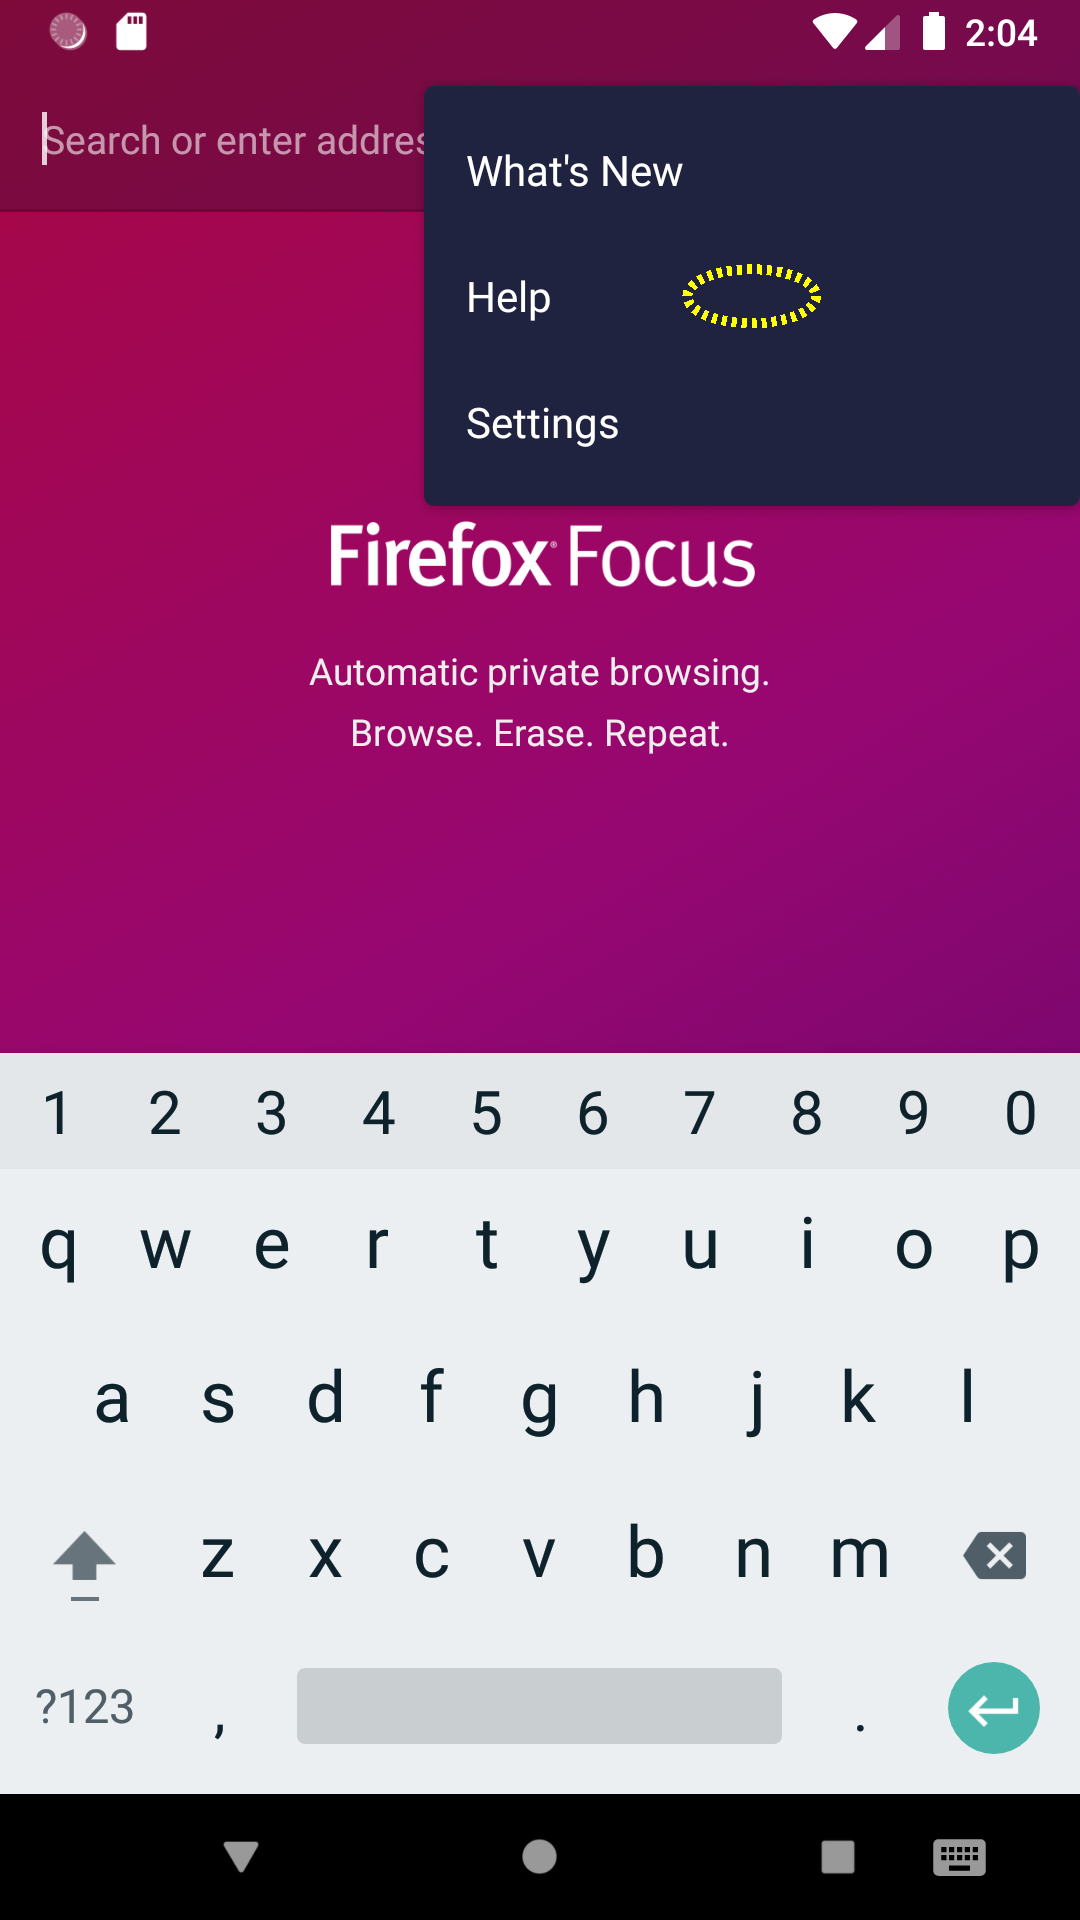 2:04
Search or enter addres
What's New
Help
Settings
Firefox® Focus
Automatic private browsing.
Browse. Erase. Repeat.
1 2 3 4 5 6 7 8 9 0
q w e r t y u i o p
a s d f g h j k l
z x c v b n m
?123 , .